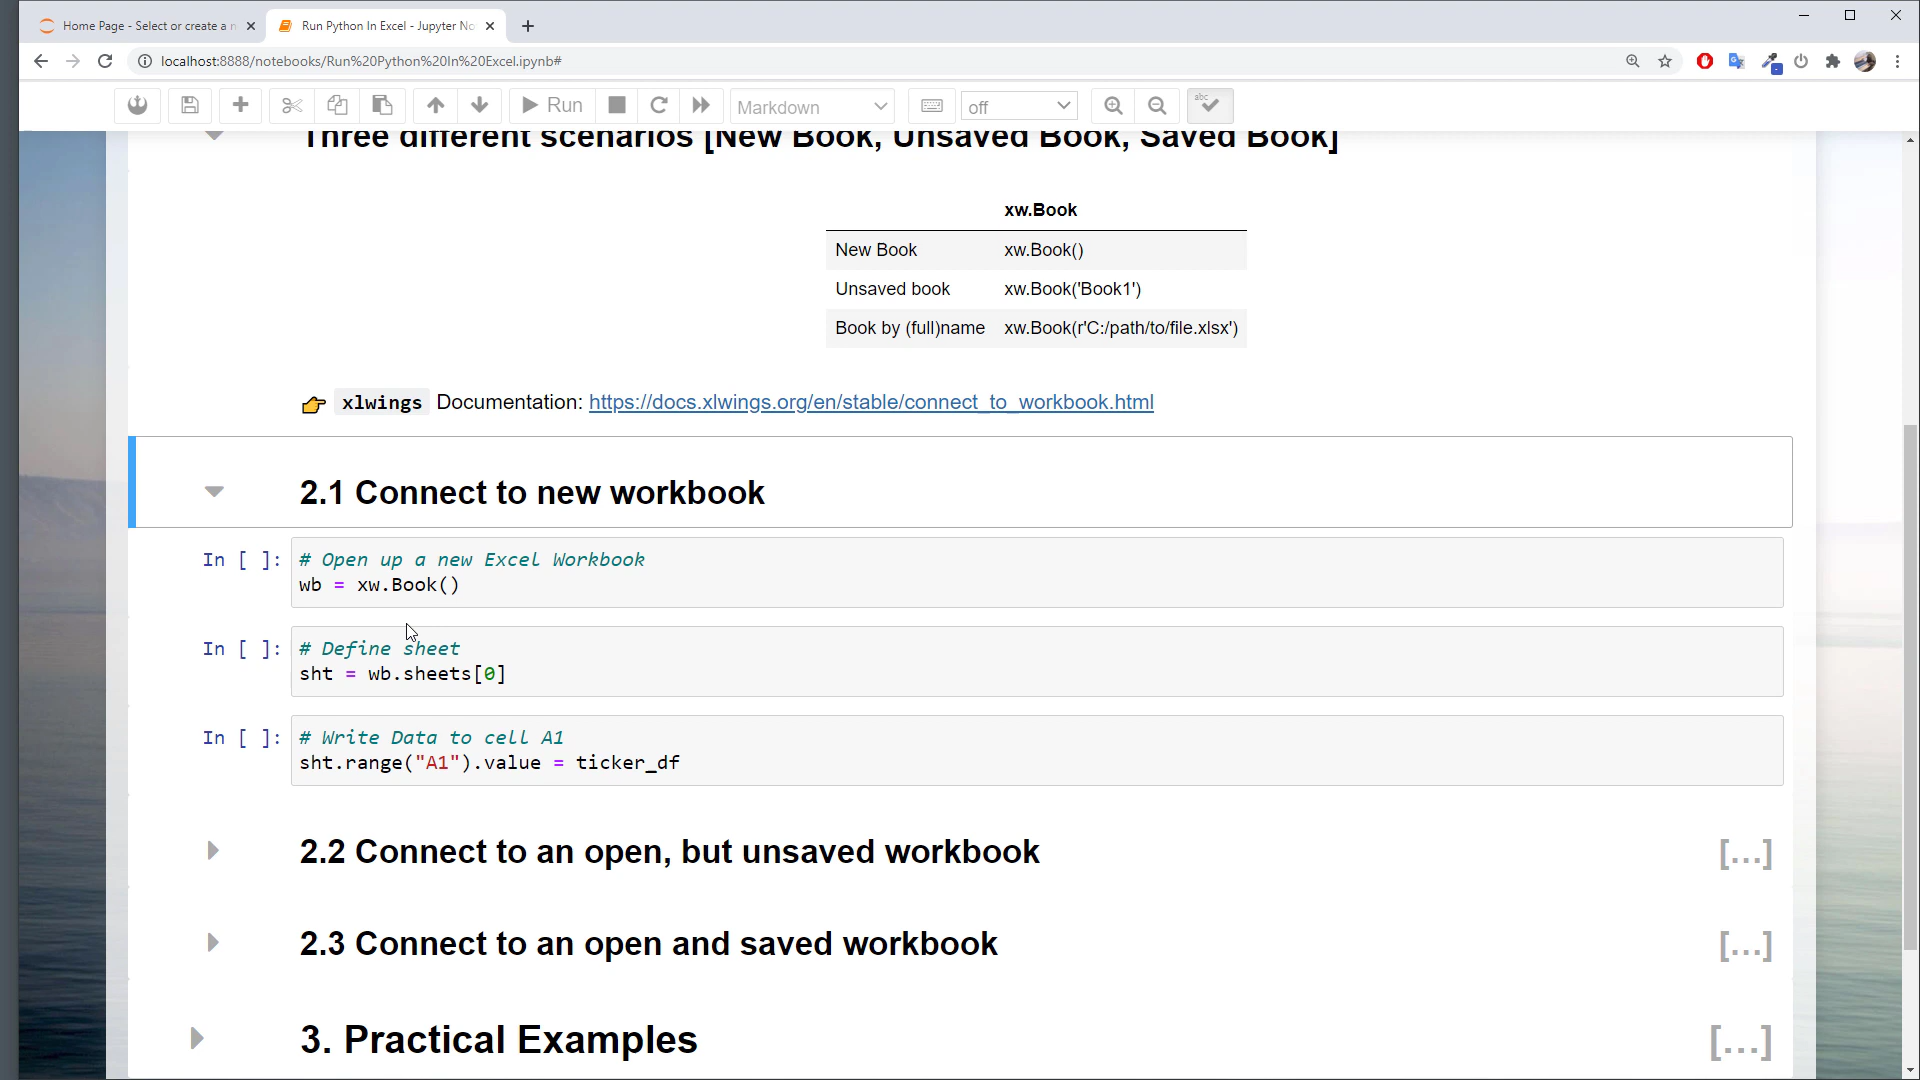 Home Page - Select or create a n
Run Python In Excel - Jupyter No
localhost:8888/notebooks/Run%20Python%20In%20Excel.ipynb#
Run
Markdown
off
abc
Three different scenarios [New Book, Unsaved Book, Saved Book]
xw.Book
New Book xw.Book()
Unsaved book xw.Book('Book1')
Book by (full)name xw.Book(r'C:/path/to/file.xlsx')
xlwings Documentation: https://docs.xlwings.org/en/stable/connect_to_workbook.html
2.1 Connect to new workbook
In [ ]: # Open up a new Excel Workbook
wb = xw.Book()
In [ ]: # Define sheet
sht = wb.sheets[0]
In [ ]: # Write Data to cell A1
sht.range("A1").value = ticker_df
2.2 Connect to an open, but unsaved workbook [...]
2.3 Connect to an open and saved workbook [...]
3. Practical Examples [...]